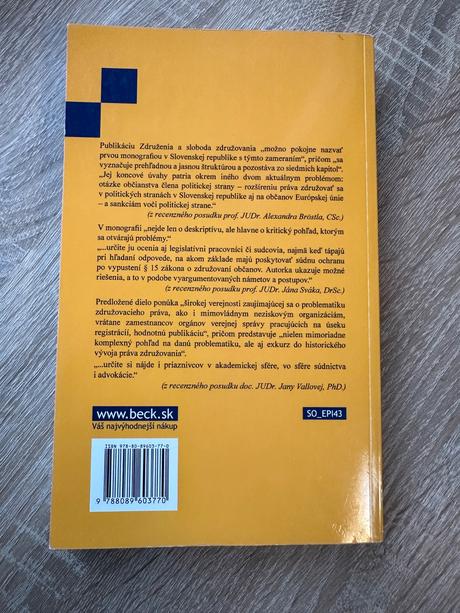 Publikáciu Združenia a sloboda združovania „možno pokojne nazvať
prvou monografiou v Slovenskej republike s týmto zameraním“, pričom „sa
vyznačuje prehľadnou a jasnou štruktúrou a pozostáva zo siedmich kapitol“.
„Jej koncové úvahy patria okrem iného dvom aktuálnym problémom:
otázke občianstva člena politickej strany – rozšíreniu práva združovať sa
v politických stranách v Slovenskej republike aj na občanov Európskej únie
– a sankciám voči politickej strane.“
(z recenzného posudku prof. JUDr. Alexandra Bröstla, CSc.)
V monografii „nejde len o deskriptívu, ale hlavne o kritický pohľad, ktorým
sa otvárajú problémy.“
„...určite ju ocenia aj legislatívni pracovníci či sudcovia, najmä keď tápajú
pri hľadaní odpovede, na akom základe majú poskytovať súdnu ochranu
po vypustení § 15 zákona o združovaní občanov. Autorka ukazuje možné
riešenia, a to v podobe vyargumentovaných námetov a postupov.“
(z recenzného posudku prof. JUDr. Jána Sváka, DrSc.)
Predložené dielo ponúka „širokej verejnosti zaujímajúcej sa o problematiku
združovacieho práva, ako i mimovládnym neziskovým organizáciám,
vrátane zamestnancov orgánov verejnej správy pracujúcich na úseku
registrácií, hodnotnú publikáciu“, pričom predstavuje „nielen mimoriadne
komplexný pohľad na danú problematiku, ale aj exkurz do historického
vývoja práva združovania“.
„...určite si nájde i priaznivcov v akademickej sfére, vo sfére súdnictva
i advokácie.“
(z recenzného posudku doc. JUDr. Jany Vallovej, PhD.)
www.beck.sk
SO_EPI43
Váš najvýhodnejší nákup
ISBN 978-80-89603-77-0
9 788089 603770